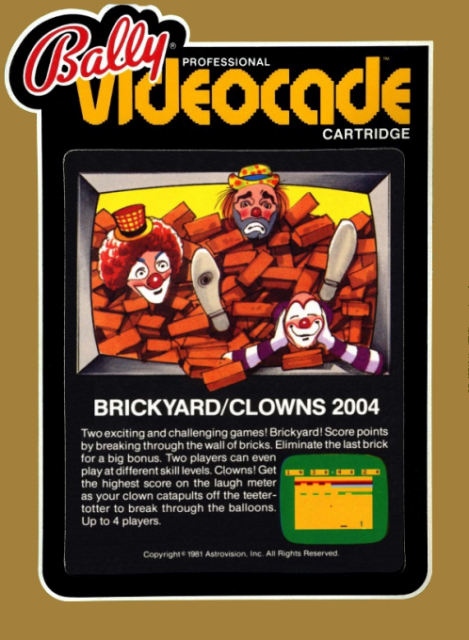 Bally®
PROFESSIONAL
VIDEOCADE™
CARTRIDGE
BRICKYARD/CLOWNS 2004
Two exciting and challenging games! Brickyard! Score points
by breaking through the wall of bricks. Eliminate the last brick
for a big bonus. Two players can even
play at different skill levels. Clowns! Get
the highest score on the laugh meter
as your clown catapults off the teeter-
totter to break through the balloons.
Up to 4 players.
Copyright © 1981 Astrovision, Inc. All Rights Reserved.